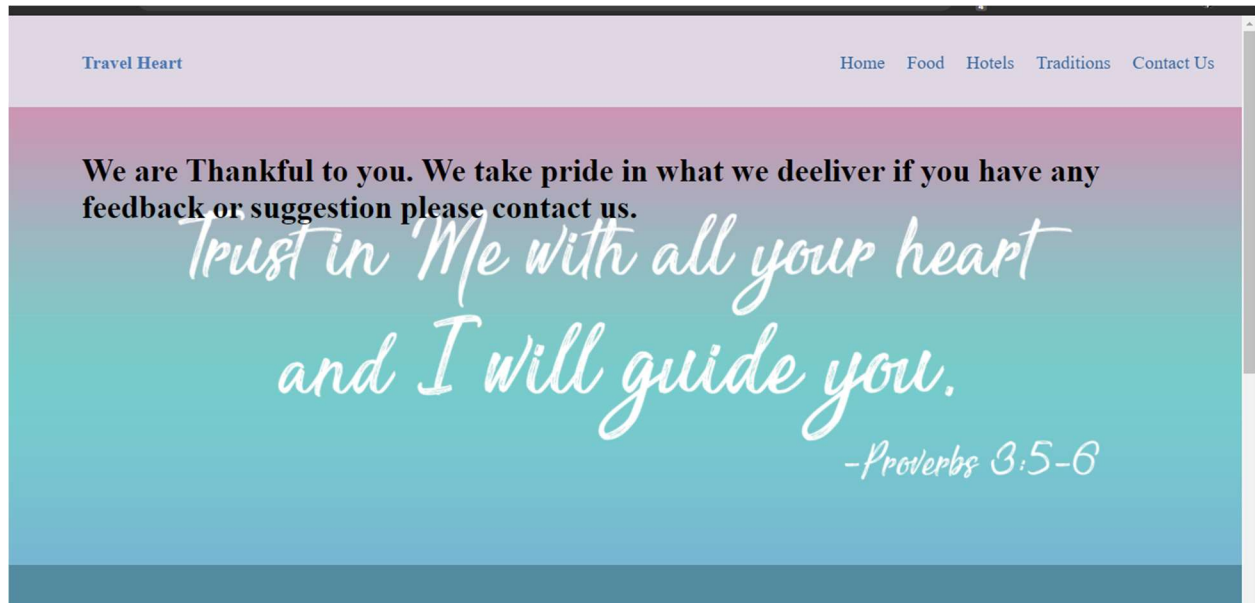 Travel Heart
Home Food Hotels Traditions Contact Us
We are Thankful to you. We take pride in what we deeliver if you have any
feedback or suggestion please contact us.
Trust in Me with all your heart
and I will guide you.
-Proverbs 3:5-6